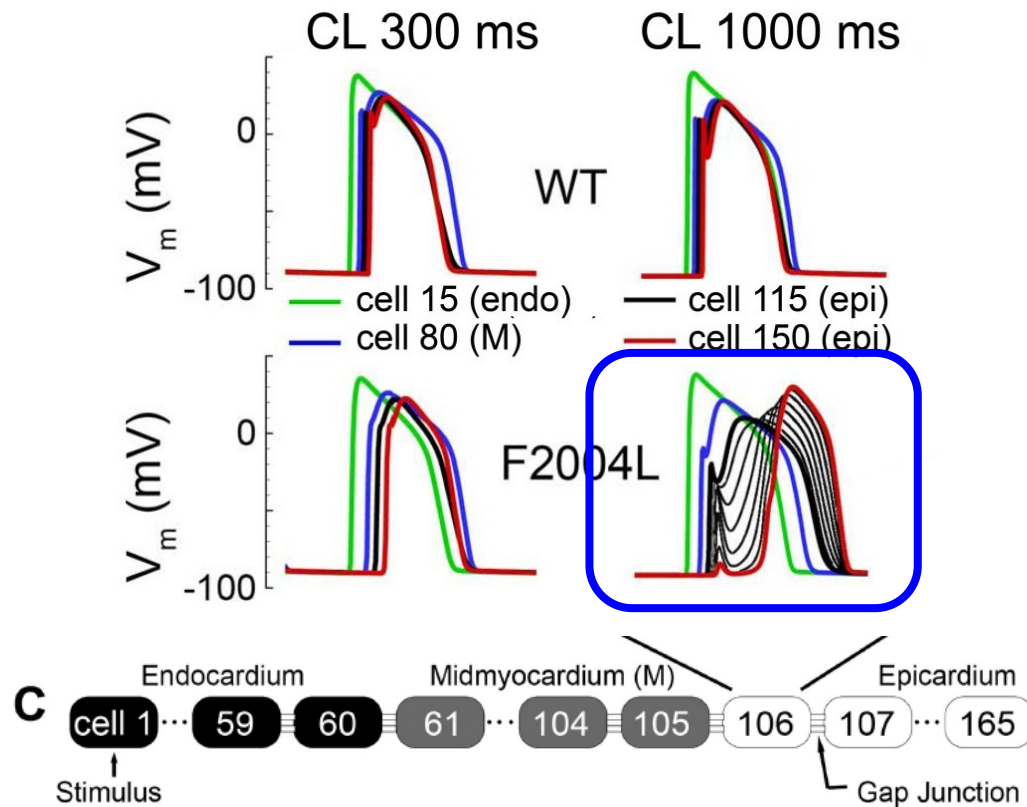 CL 300 ms CL 1000 ms
V_m (mV)
0
-100
WT
cell 15 (endo) cell 115 (epi)
cell 80 (M) cell 150 (epi)
V_m (mV)
0
-100
F2004L
C
Endocardium Midmyocardium (M) Epicardium
cell 1 ··· 59 60 61 ··· 104 105 106 107 ··· 165
Stimulus Gap Junction